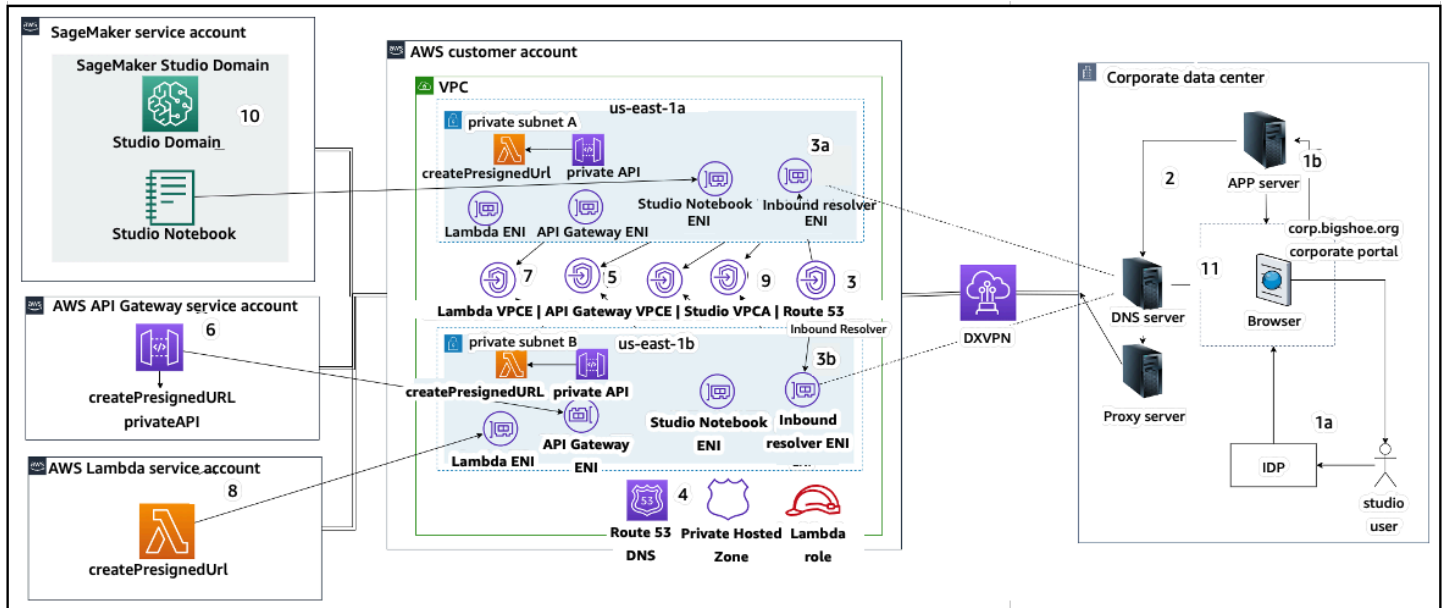 aws
SageMaker service account
SageMaker Studio Domain
10
Studio Domain
Studio Notebook
aws
AWS API Gateway service account
6
createPresignedURL
privateAPI
aws
AWS Lambda service account
8
createPresignedUrl
aws
AWS customer account
VPC
us-east-1a
private subnet A
3a
createPresignedUrl
private API
Studio Notebook
ENI
Inbound resolver
ENI
Lambda ENI
API Gateway ENI
7
5
9
3
Lambda VPCE | API Gateway VPCE | Studio VPCA | Route 53
Inbound Resolver
private subnet B
us-east-1b
3b
createPresignedURL
private API
Studio Notebook
ENI
Inbound
resolver ENI
API Gateway
ENI
Lambda ENI
53
4
Route 53
DNS
Private Hosted
Zone
Lambda
role
DXVPN
Corporate data center
1b
2
APP server
corp.bigshoe.org
corporate portal
11
DNS server
Browser
Proxy server
1a
IDP
studio
user